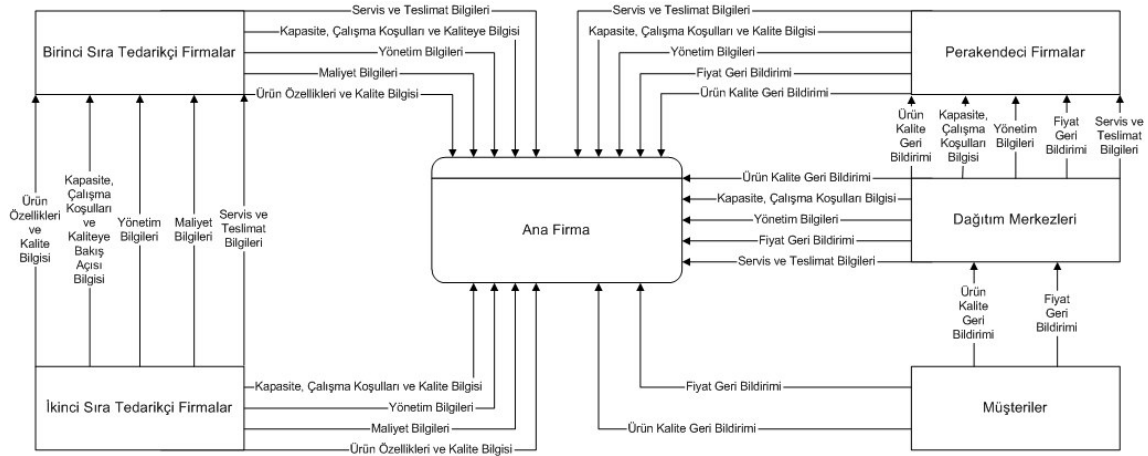 Servis ve Teslimat Bilgileri
Kapasite, Çalışma Koşulları ve Kaliteye Bilgisi
Yönetim Bilgileri
Maliyet Bilgileri
Ürün Özellikleri ve Kalite Bilgisi
Birinci Sıra Tedarikçi Firmalar
Servis ve Teslimat Bilgileri
Kapasite, Çalışma Koşulları ve Kalite Bilgisi
Yönetim Bilgileri
Fiyat Geri Bildirimi
Ürün Kalite Geri Bildirimi
Perakendeci Firmalar
Ürün
Özellikleri
ve
Kalite
Bilgisi
Kapasite,
Çalışma
Koşulları
ve
Kaliteye
Bakış
Açısı
Bilgisi
Yönetim
Bilgileri
Maliyet
Bilgileri
Servis ve
Teslimat
Bilgileri
Ürün
Kalite
Geri
Bildirimi
Kapasite,
Çalışma
Koşulları
Bilgisi
Yönetim
Bilgileri
Fiyat
Geri
Bildirimi
Servis ve
Teslimat
Bilgileri
Ana Firma
Ürün Kalite Geri Bildirimi
Kapasite, Çalışma Koşulları Bilgisi
Yönetim Bilgileri
Fiyat Geri Bildirimi
Servis ve Teslimat Bilgileri
Dağıtım Merkezleri
Ürün
Kalite
Geri
Bildirimi
Fiyat
Geri
Bildirimi
İkinci Sıra Tedarikçi Firmalar
Kapasite, Çalışma Koşulları ve Kalite Bilgisi
Yönetim Bilgileri
Maliyet Bilgileri
Ürün Özellikleri ve Kalite Bilgisi
Fiyat Geri Bildirimi
Ürün Kalite Geri Bildirimi
Müşteriler